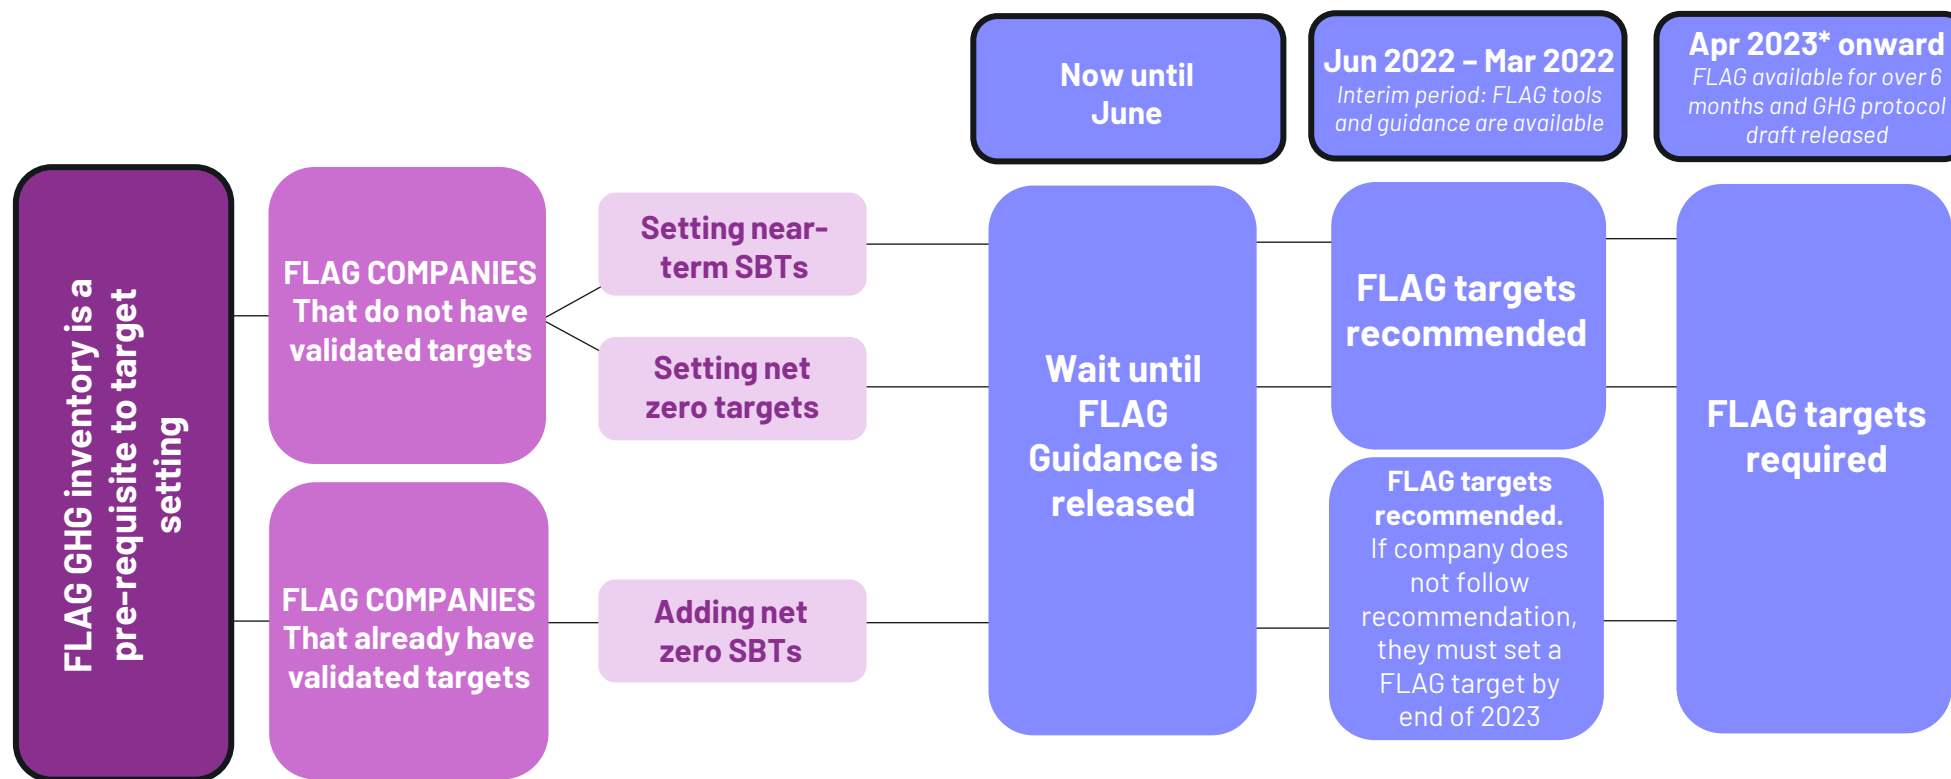 Now until
June
Jun 2022 – Mar 2022
Interim period: FLAG tools
and guidance are available
Apr 2023* onward
FLAG available for over 6
months and GHG protocol
draft released
FLAG GHG inventory is a
pre-requisite to target
setting
FLAG COMPANIES
That do not have
validated targets
Setting near-
term SBTs
Setting net
zero targets
FLAG COMPANIES
That already have
validated targets
Adding net
zero SBTs
Wait until
FLAG
Guidance is
released
FLAG targets
recommended
FLAG targets
recommended.
If company does
not follow
recommendation,
they must set a
FLAG target by
end of 2023
FLAG targets
required